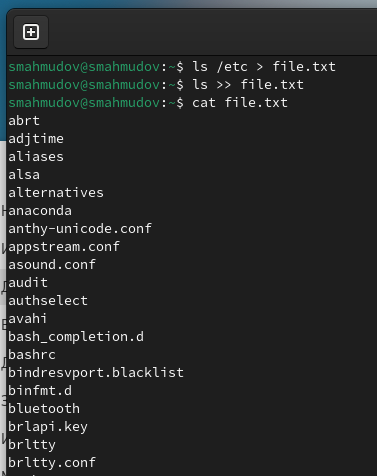 smahmudov@smahmudov:~$ ls /etc > file.txt
smahmudov@smahmudov:~$ ls >> file.txt
smahmudov@smahmudov:~$ cat file.txt
abrt
adjtime
aliases
alsa
alternatives
anaconda
anthy-unicode.conf
appstream.conf
asound.conf
audit
authselect
avahi
bash_completion.d
bashrc
bindresvport.blacklist
binfmt.d
bluetooth
brlapi.key
brltty
brltty.conf